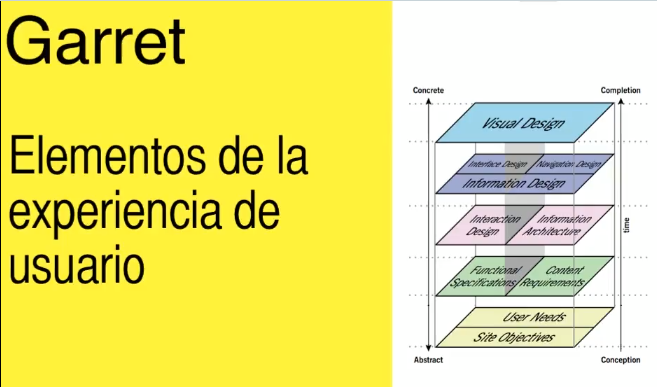 Garret
Elementos de la
experiencia de
usuario
Concrete
Completion
Visual Design
Interface Design
Navigation Design
Information Design
Interaction
Design
Information
Architecture
Functional
Specifications
Content
Requirements
User Needs
Site Objectives
time
Abstract
Conception